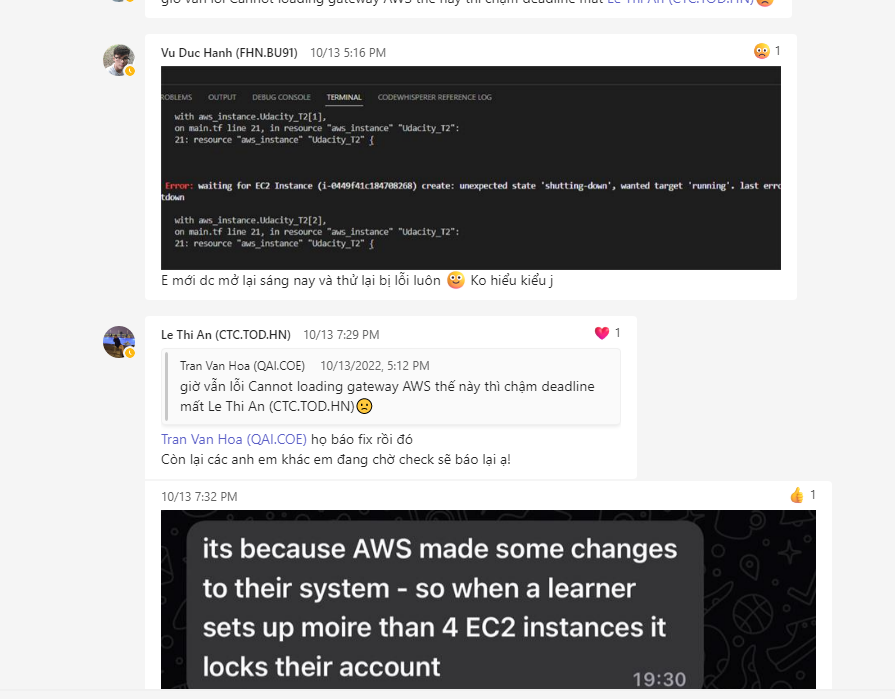 giờ vẫn lỗi Cannot loading gateway AWS thế này thì chậm deadline mất Le Thi An (CTC.TOD.HN)
Vu Duc Hanh (FHN.BU91) 10/13 5:16 PM
1
ROBLEMS OUTPUT DEBUG CONSOLE TERMINAL CODEWHISPERER REFERENCE LOG
with aws_instance.Udacity_T2[1],
on main.tf line 21, in resource "aws_instance" "Udacity_T2":
21: resource "aws_instance" "Udacity_T2" {
Error: waiting for EC2 Instance (i-0449f41c184708268) create: unexpected state 'shutting-down', wanted target 'running'. last erro
tdown
with aws_instance.Udacity_T2[2],
on main.tf line 21, in resource "aws_instance" "Udacity_T2":
21: resource "aws_instance" "Udacity_T2" {
E mới dc mở lại sáng nay và thử lại bị lỗi luôn 🙂 Ko hiểu kiểu j
Le Thi An (CTC.TOD.HN) 10/13 7:29 PM
1
Tran Van Hoa (QAI.COE) 10/13/2022, 5:12 PM
giờ vẫn lỗi Cannot loading gateway AWS thế này thì chậm deadline
mất Le Thi An (CTC.TOD.HN)🙁
Tran Van Hoa (QAI.COE) họ báo fix rồi đó
Còn lại các anh em khác em đang chờ check sẽ báo lại ạ!
10/13 7:32 PM
1
its because AWS made some changes
to their system - so when a learner
sets up moire than 4 EC2 instances it
locks their account
19:30